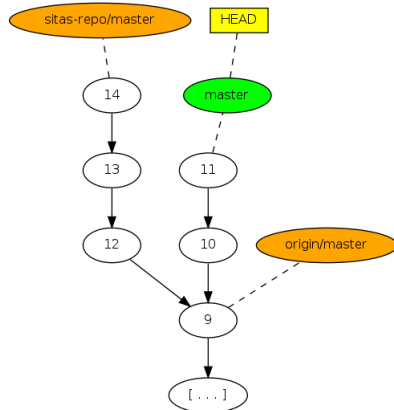 sitas-repo/master
HEAD
14
master
13
11
12
10
origin/master
9
[ . . . ]